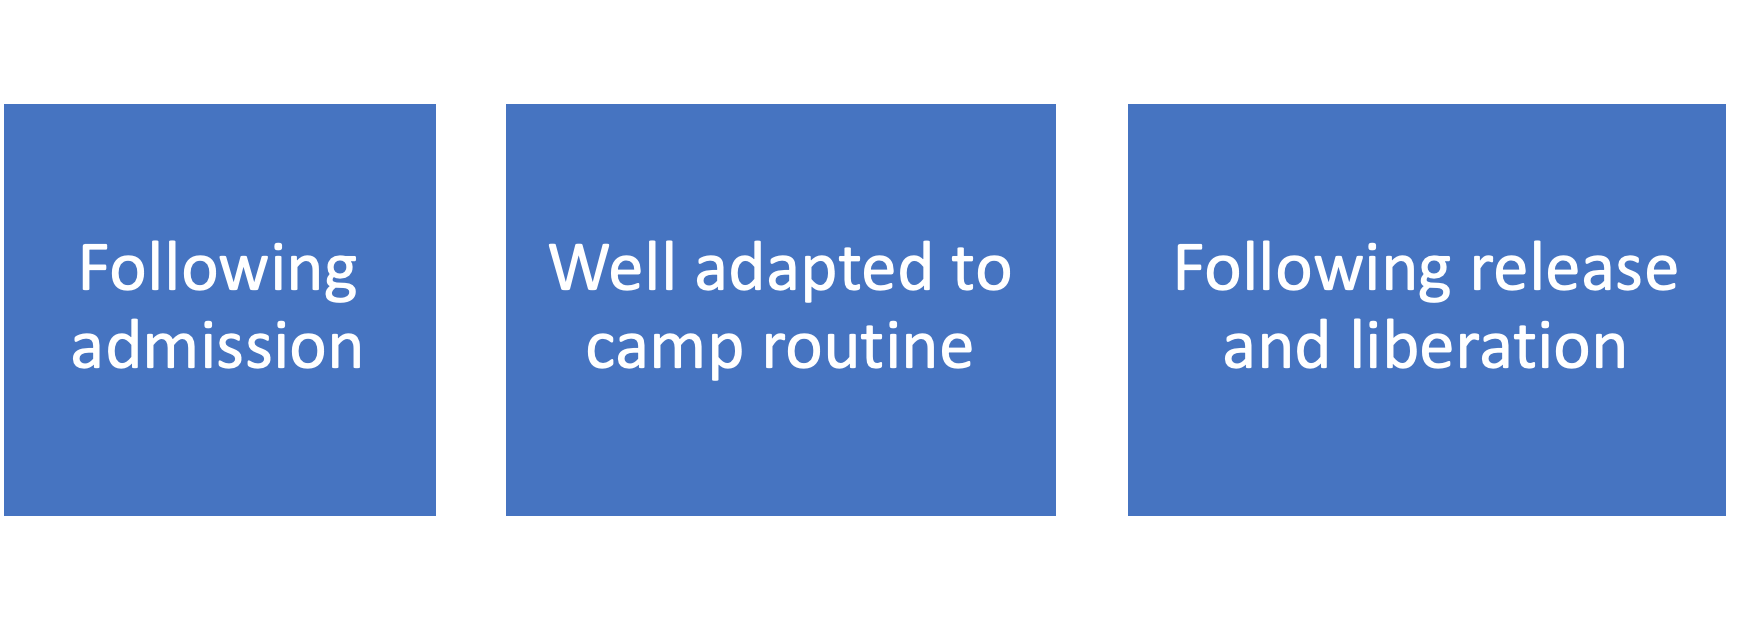 Following
admission
Well adapted to
camp routine
Following release
and liberation